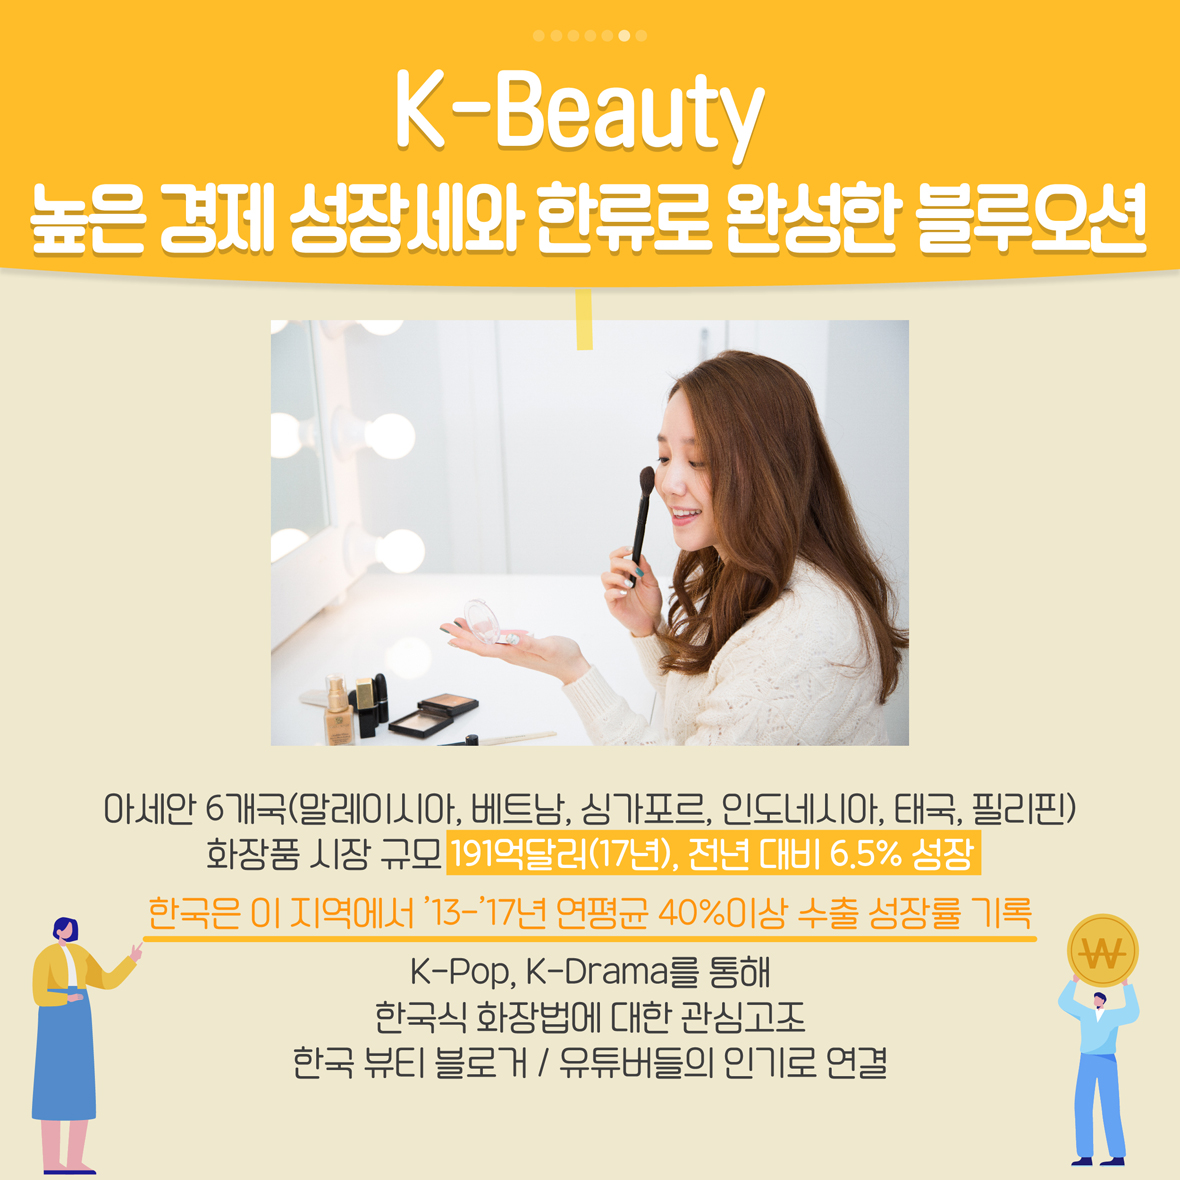 K-Beauty
높은 경제 성장세와 한류로 완성한 블루오션
아세안 6개국(말레이시아, 베트남, 싱가포르, 인도네시아, 태국, 필리핀)
화장품 시장 규모 191억달러(17년), 전년 대비 6.5% 성장
한국은 이 지역에서 ’13-’17년 연평균 40%이상 수출 성장률 기록
K-Pop, K-Drama를 통해
한국식 화장법에 대한 관심고조
한국 뷰티 블로거 / 유튜버들의 인기로 연결
₩